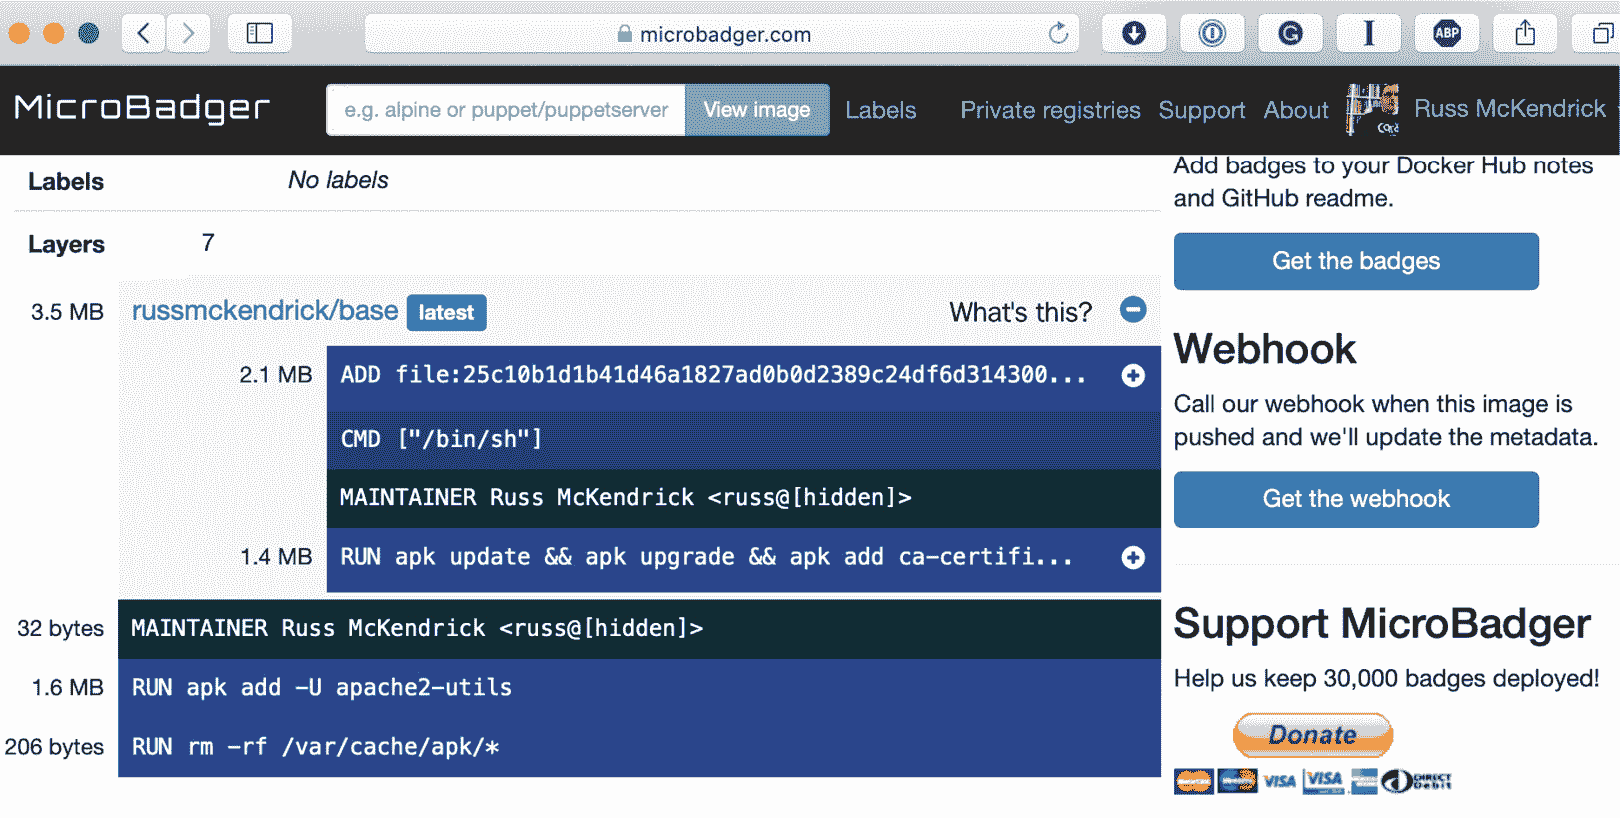 microbadger.com
ABP
MicroBadger
e.g. alpine or puppet/puppetserver
View image
Labels
Private registries
Support
About
Russ McKendrick
Labels
No labels
Layers
7
3.5 MB
russmckendrick/base
latest
What's this?
2.1 MB
ADD file:25c10b1d1b41d46a1827ad0b0d2389c24df6d314300...
CMD ["/bin/sh"]
MAINTAINER Russ McKendrick <russ@[hidden]>
1.4 MB
RUN apk update && apk upgrade && apk add ca-certifi...
32 bytes
MAINTAINER Russ McKendrick <russ@[hidden]>
1.6 MB
RUN apk add -U apache2-utils
206 bytes
RUN rm -rf /var/cache/apk/*
Add badges to your Docker Hub notes
and GitHub readme.
Get the badges
Webhook
Call our webhook when this image is
pushed and we'll update the metadata.
Get the webhook
Support MicroBadger
Help us keep 30,000 badges deployed!
Donate
VISA
VISA
DIRECT
Debit